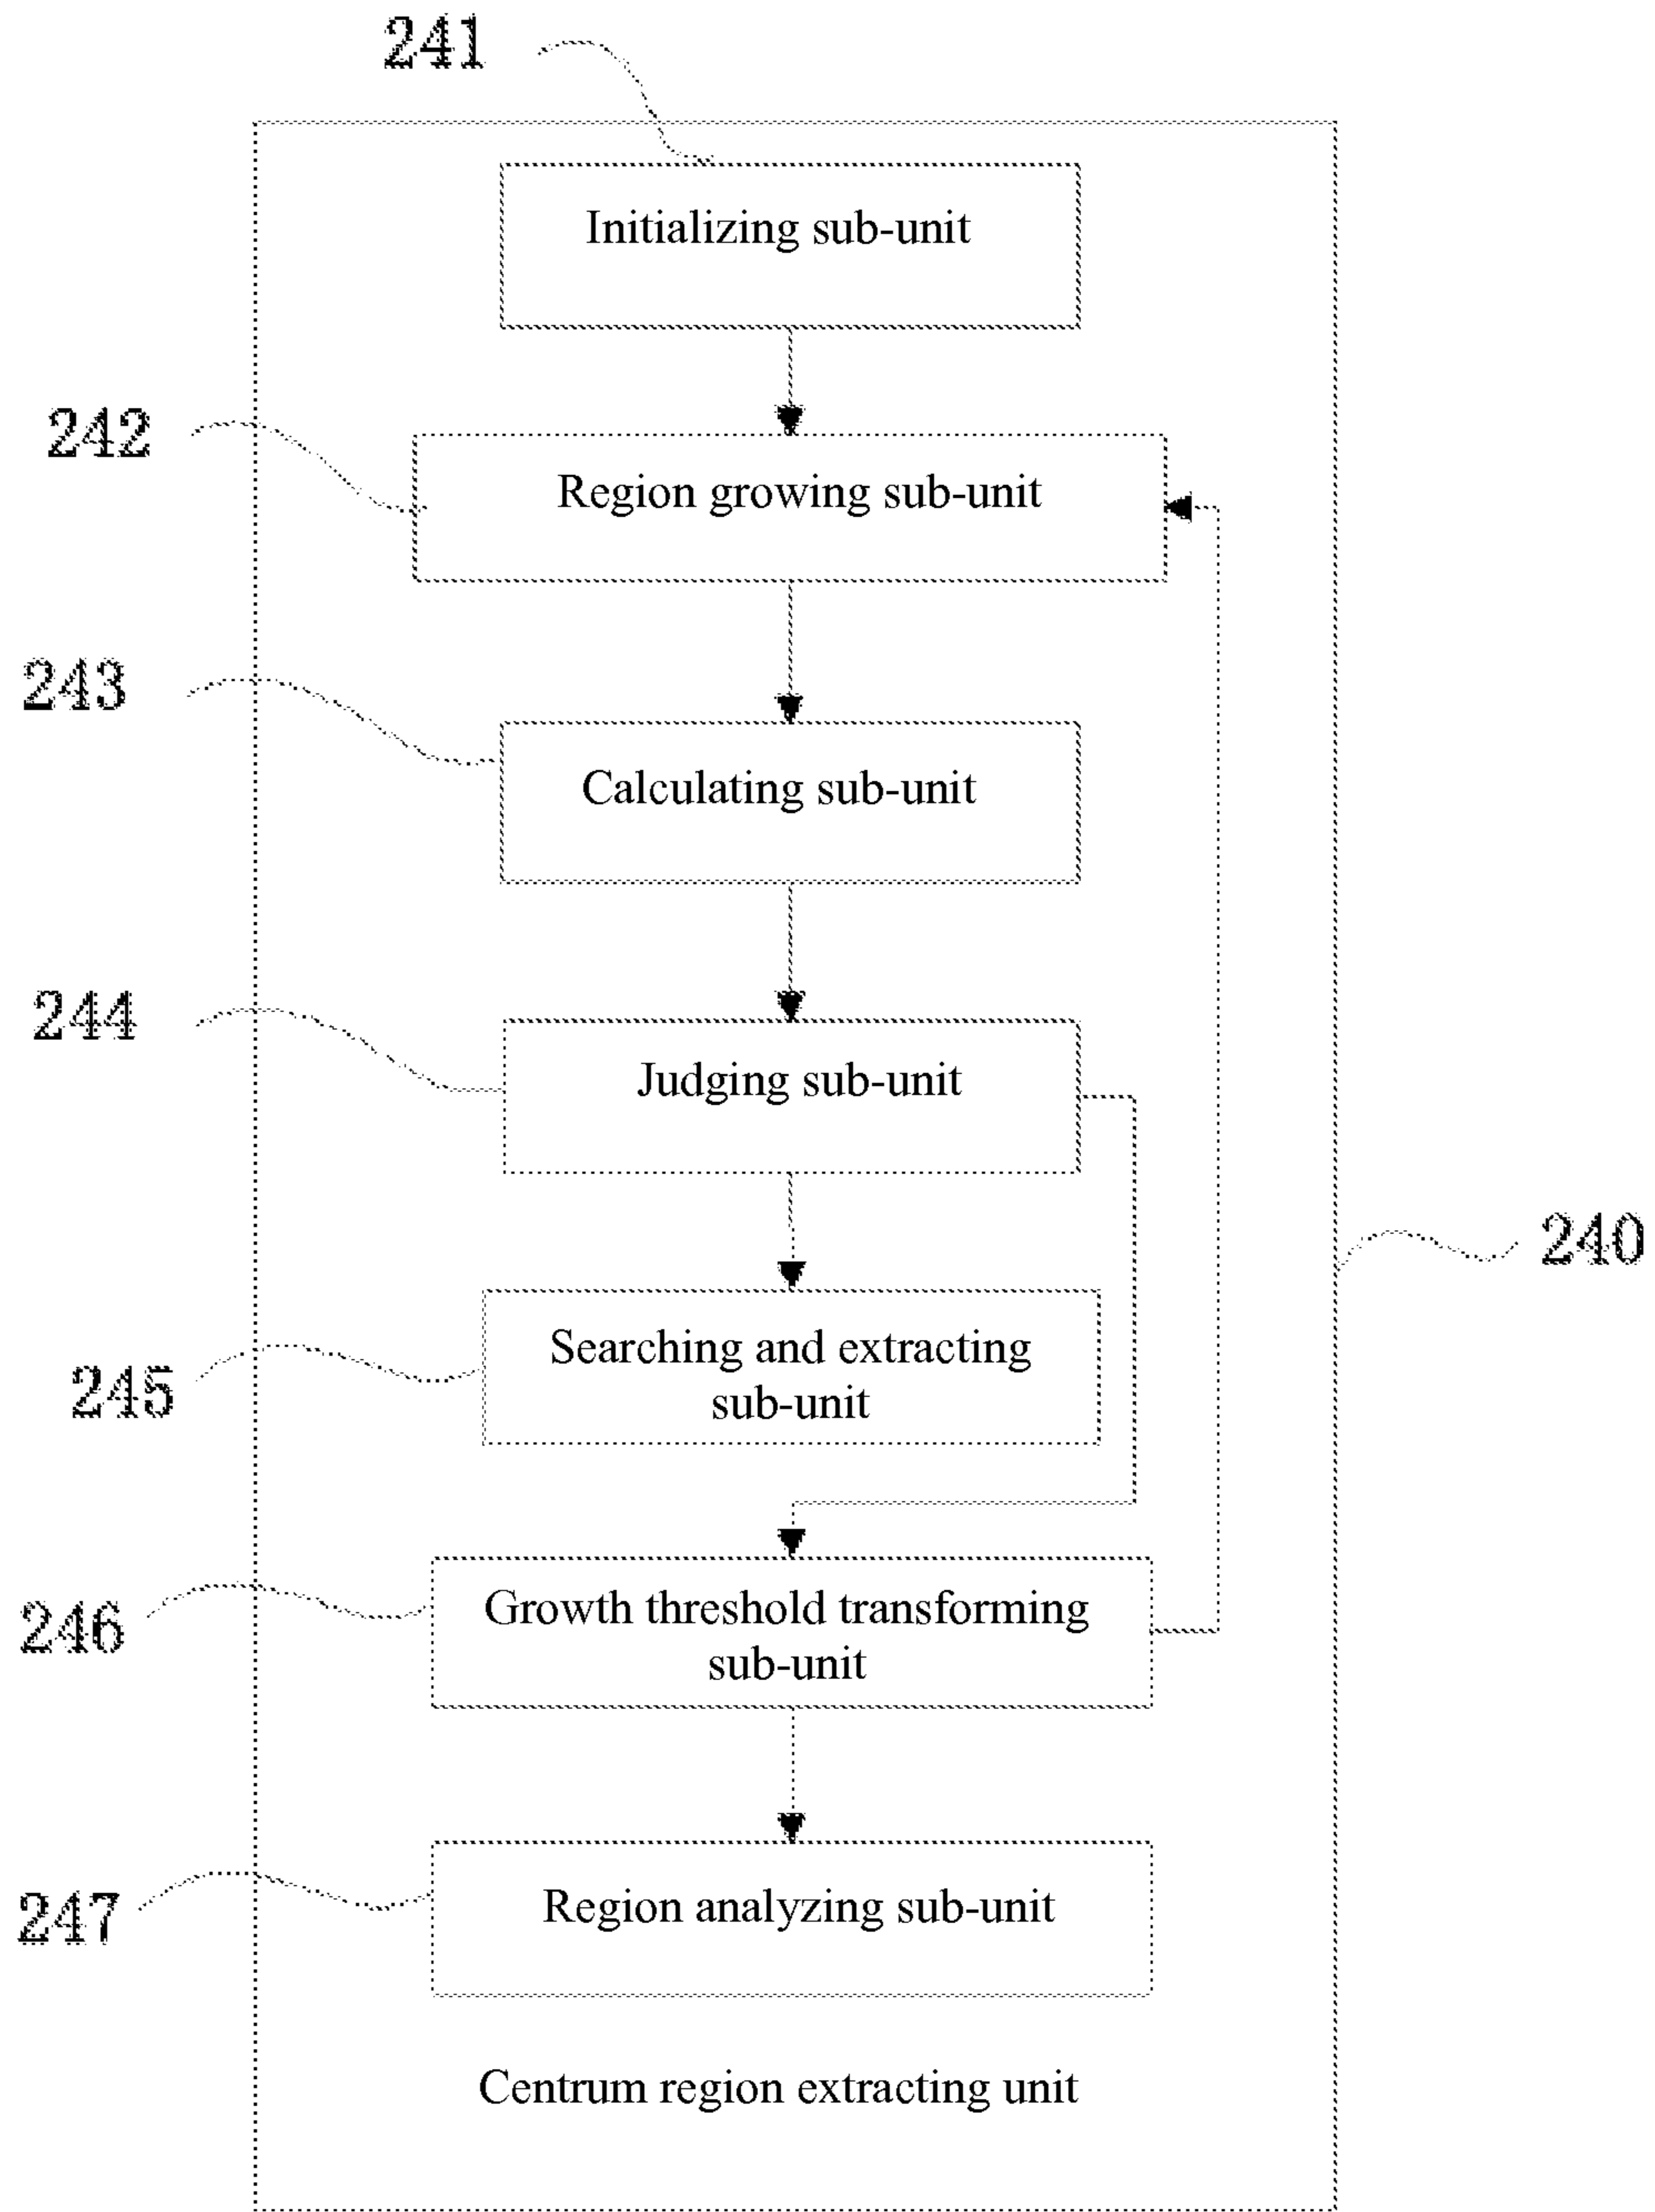 241
Initializing sub-unit
242
Region growing sub-unit
243
Calculating sub-unit
244
Judging sub-unit
240
Searching and extracting
sub-unit
245
Growth threshold transforming
sub-unit
246
Region analyzing sub-unit
247
Centrum region extracting unit